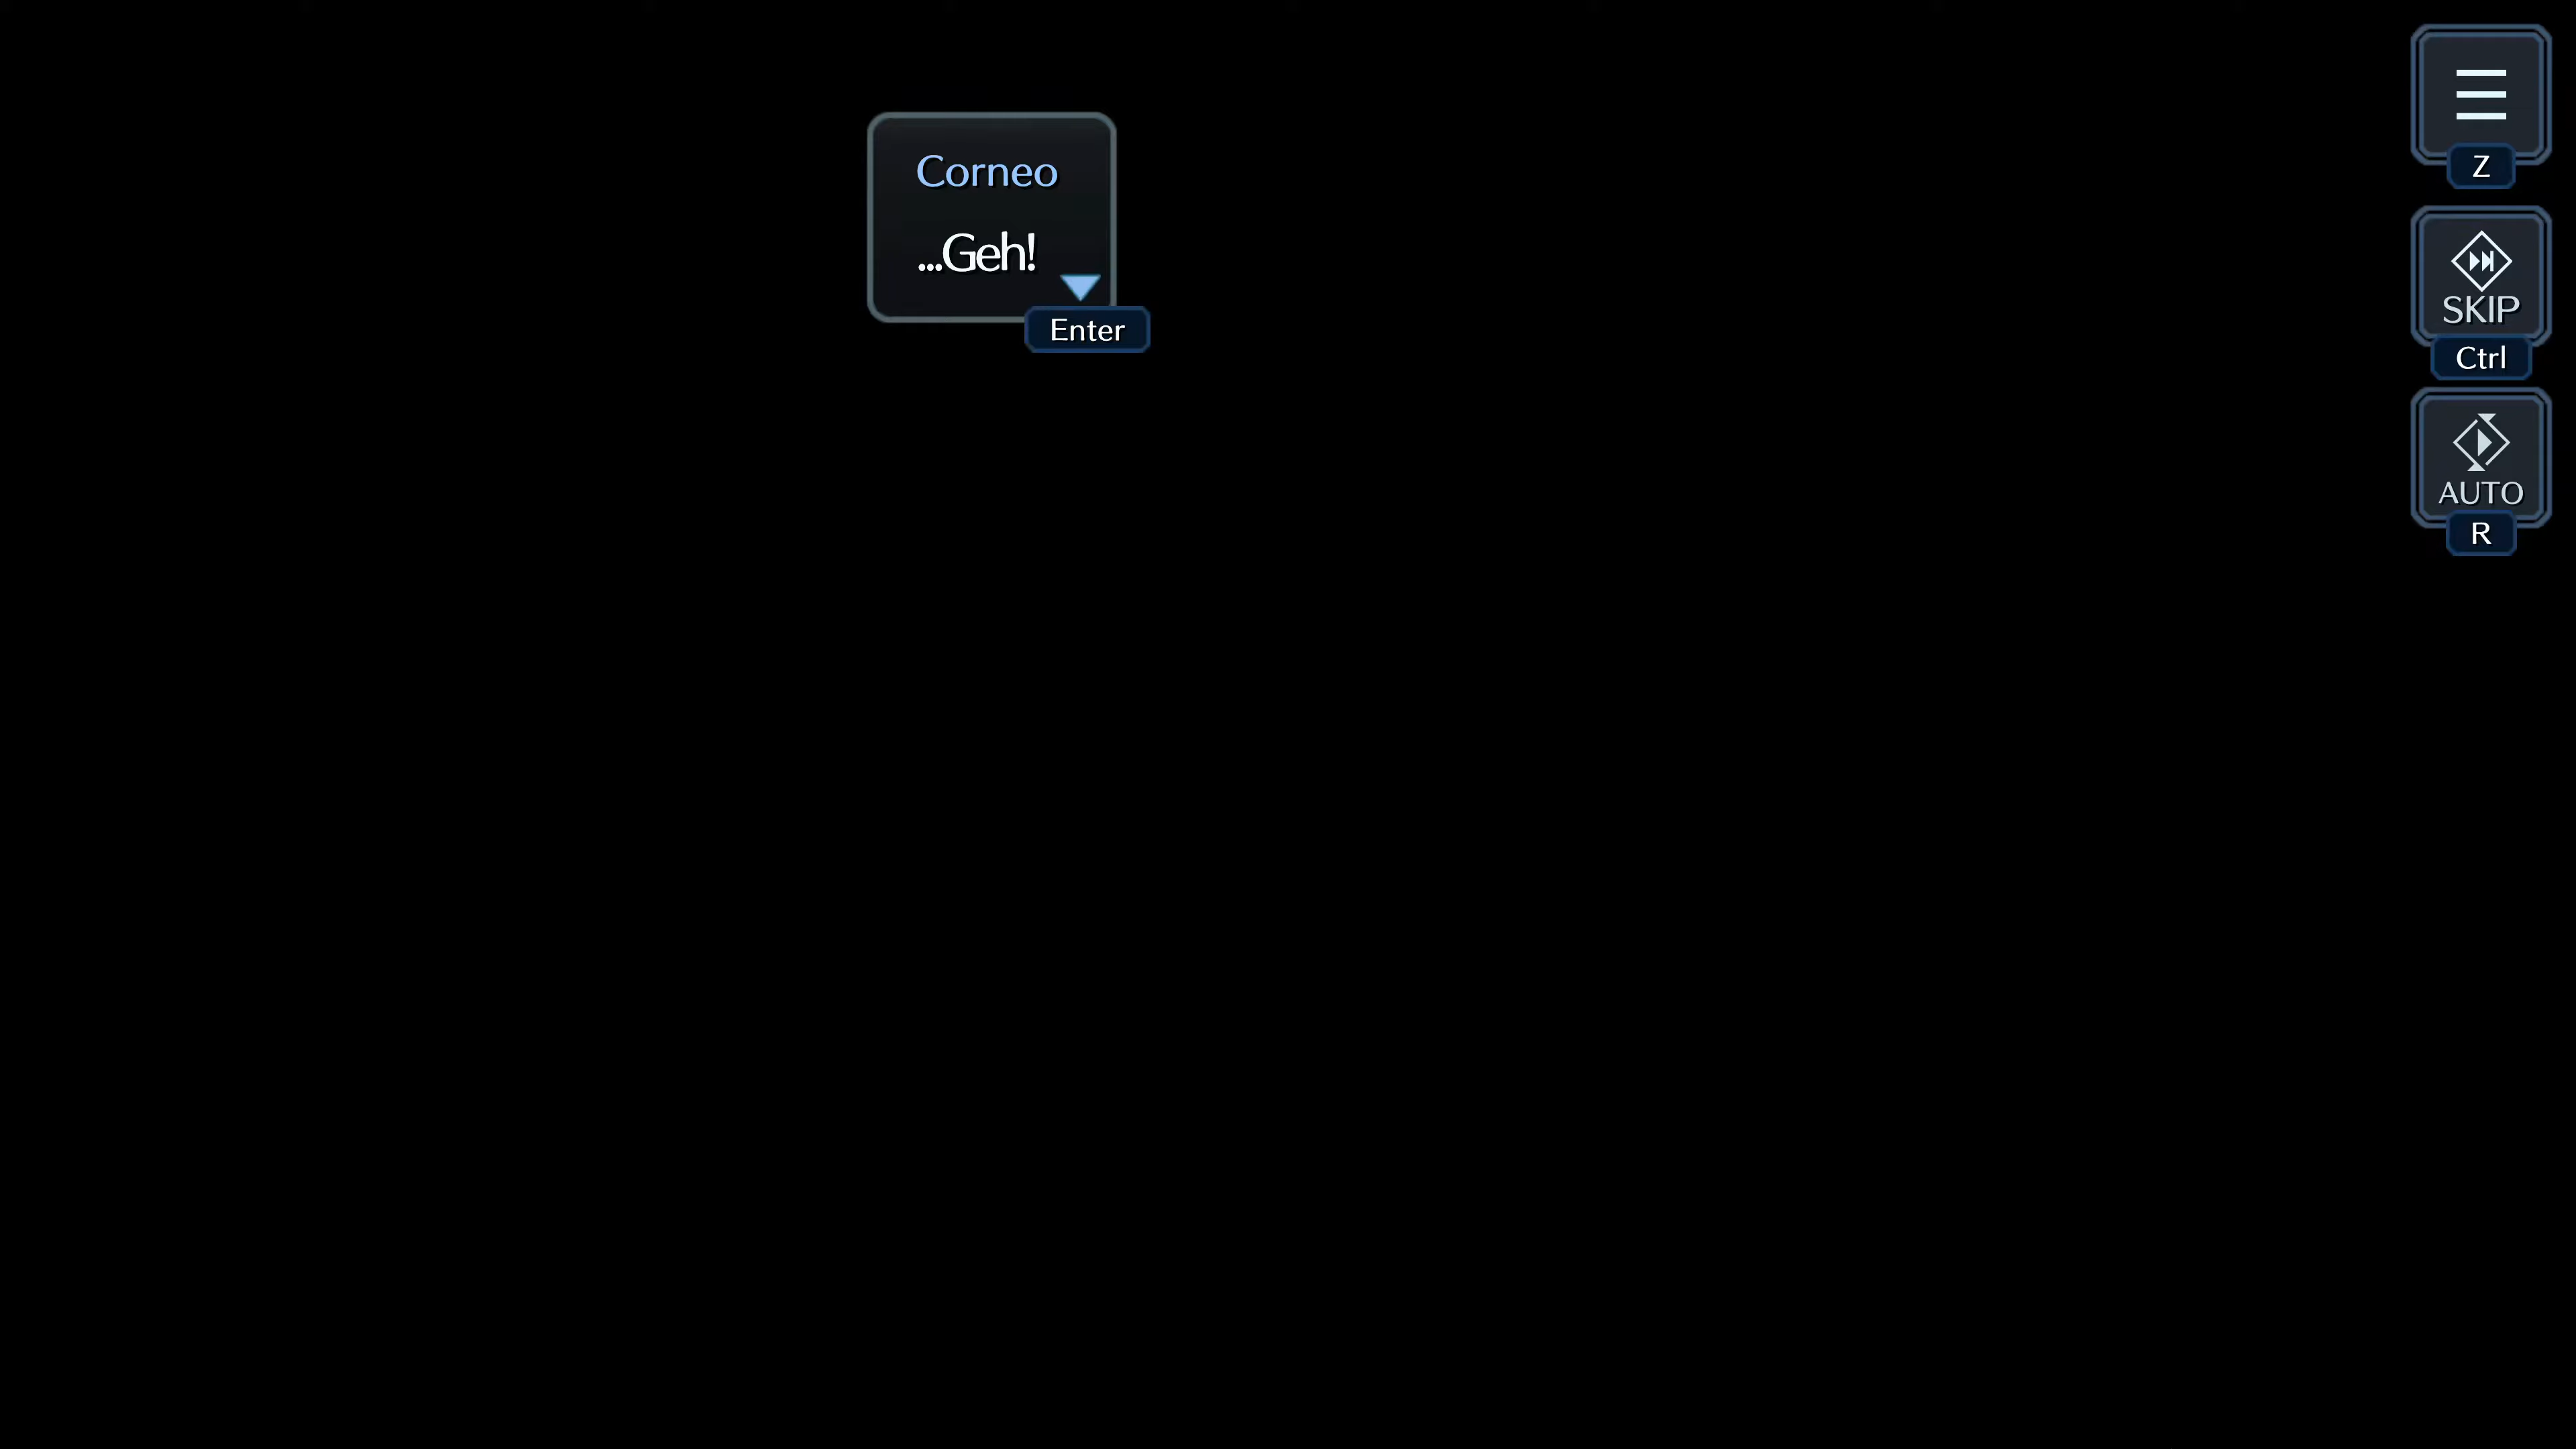 Corneo
...Geh!
Enter
Z
SKIP
Ctrl
AUTO
R